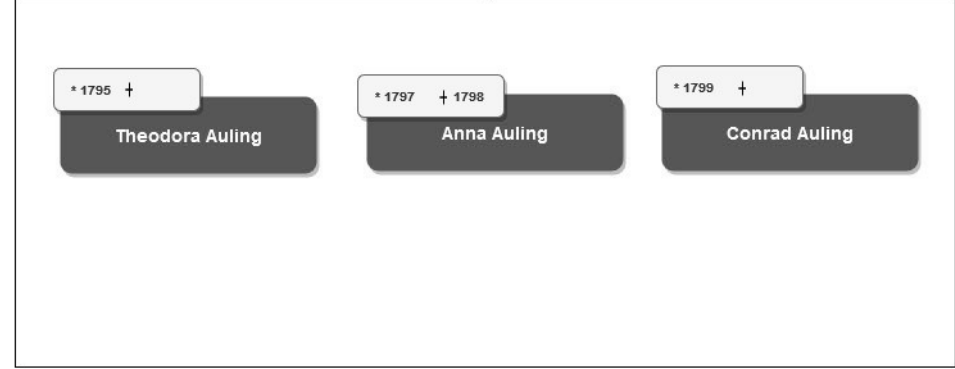 * 1795 ┼
Theodora Auling
* 1797 ┼ 1798
Anna Auling
* 1799 ┼
Conrad Auling